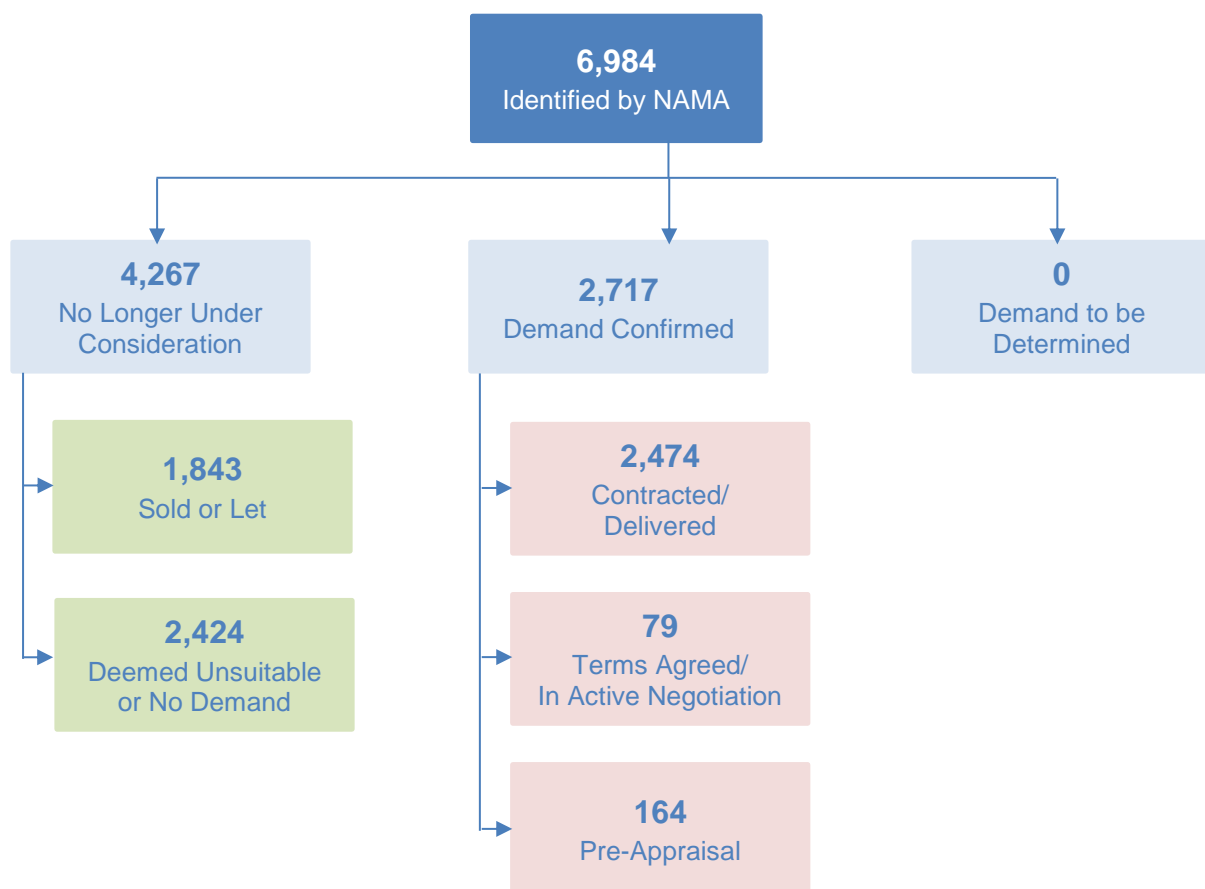 6,984
Identified by NAMA
4,267
No Longer Under
Consideration
2,717
Demand Confirmed
0
Demand to be
Determined
1,843
Sold or Let
2,424
Deemed Unsuitable
or No Demand
2,474
Contracted/
Delivered
79
Terms Agreed/
In Active Negotiation
164
Pre-Appraisal